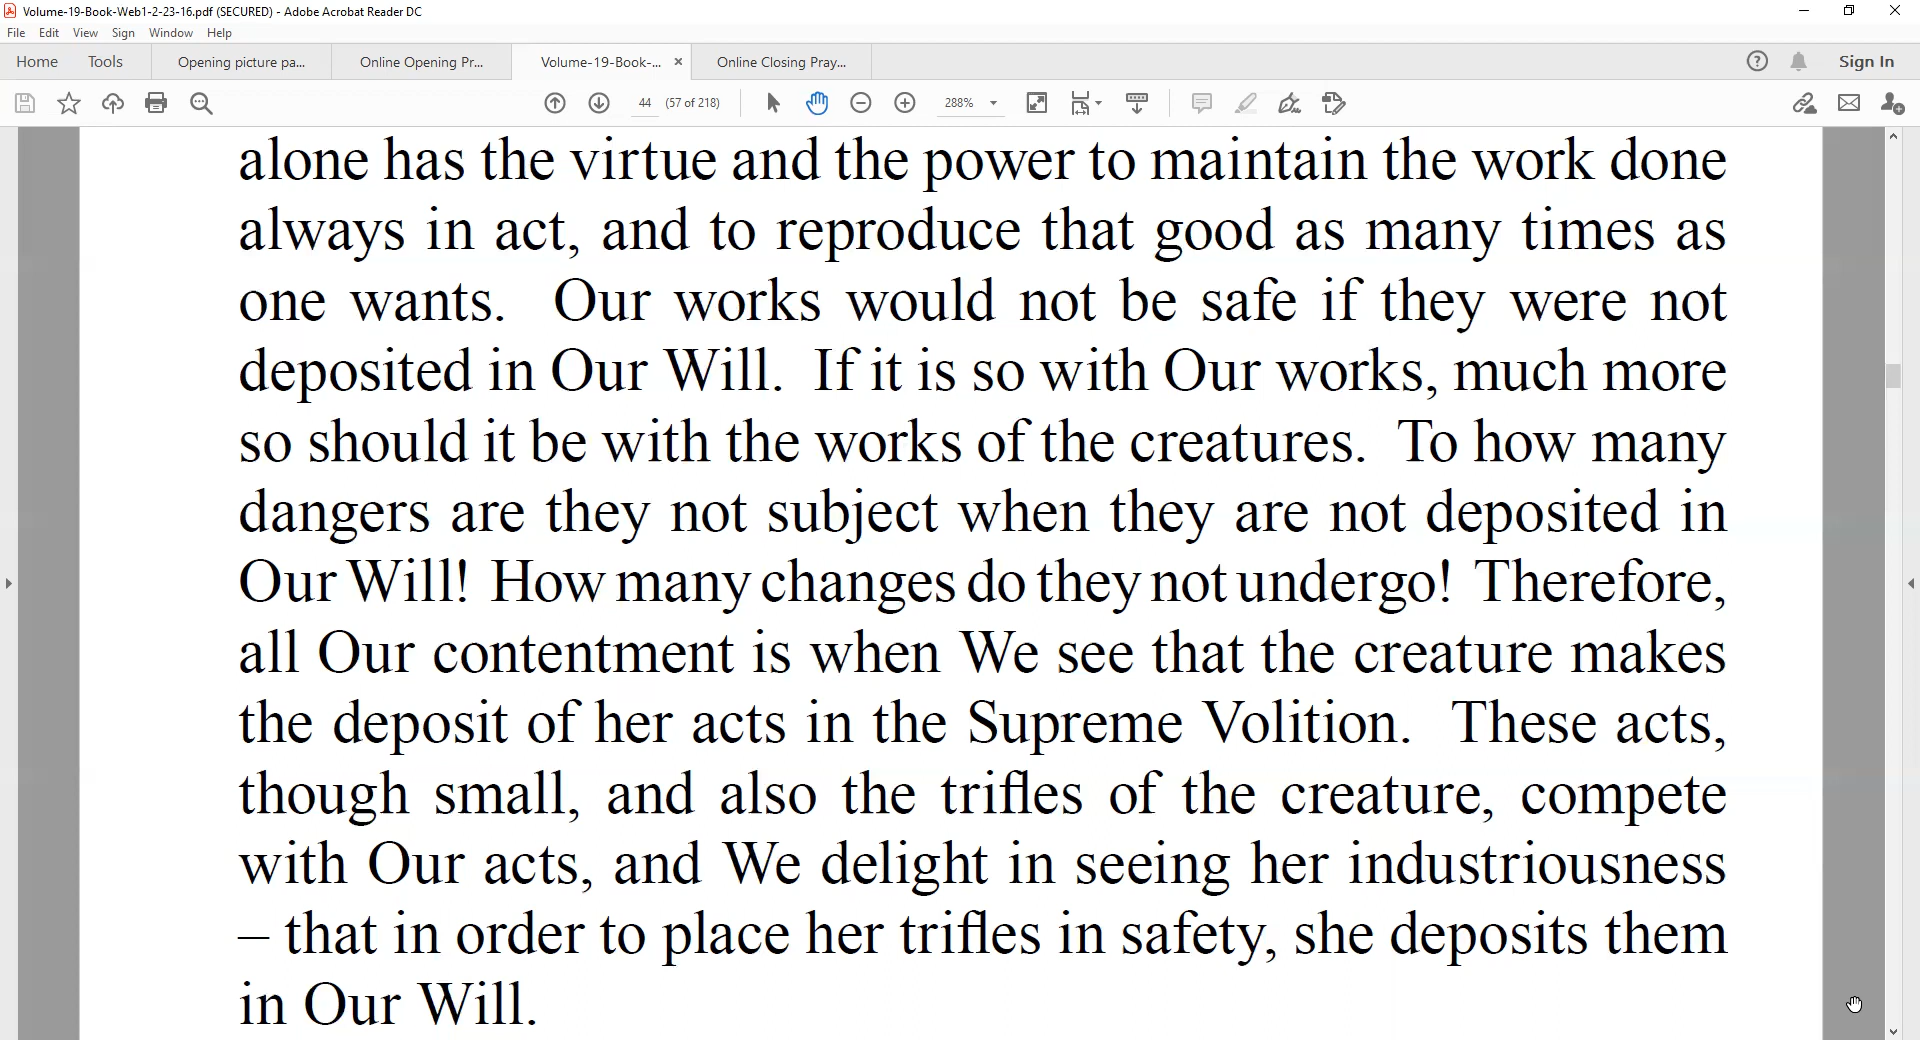 Volume-19-Book-Web1-2-23-16.pdf (SECURED) - Adobe Acrobat Reader DC
File Edit View Sign Window Help
Home Tools Opening picture pa... Online Opening Pr... Volume-19-Book-... × Online Closing Pray... Sign In
44 (57 of 218) 288%
alone has the virtue and the power to maintain the work done
always in act, and to reproduce that good as many times as
one wants. Our works would not be safe if they were not
deposited in Our Will. If it is so with Our works, much more
so should it be with the works of the creatures. To how many
dangers are they not subject when they are not deposited in
Our Will! How many changes do they not undergo! Therefore,
all Our contentment is when We see that the creature makes
the deposit of her acts in the Supreme Volition. These acts,
though small, and also the trifles of the creature, compete
with Our acts, and We delight in seeing her industriousness
– that in order to place her trifles in safety, she deposits them
in Our Will.